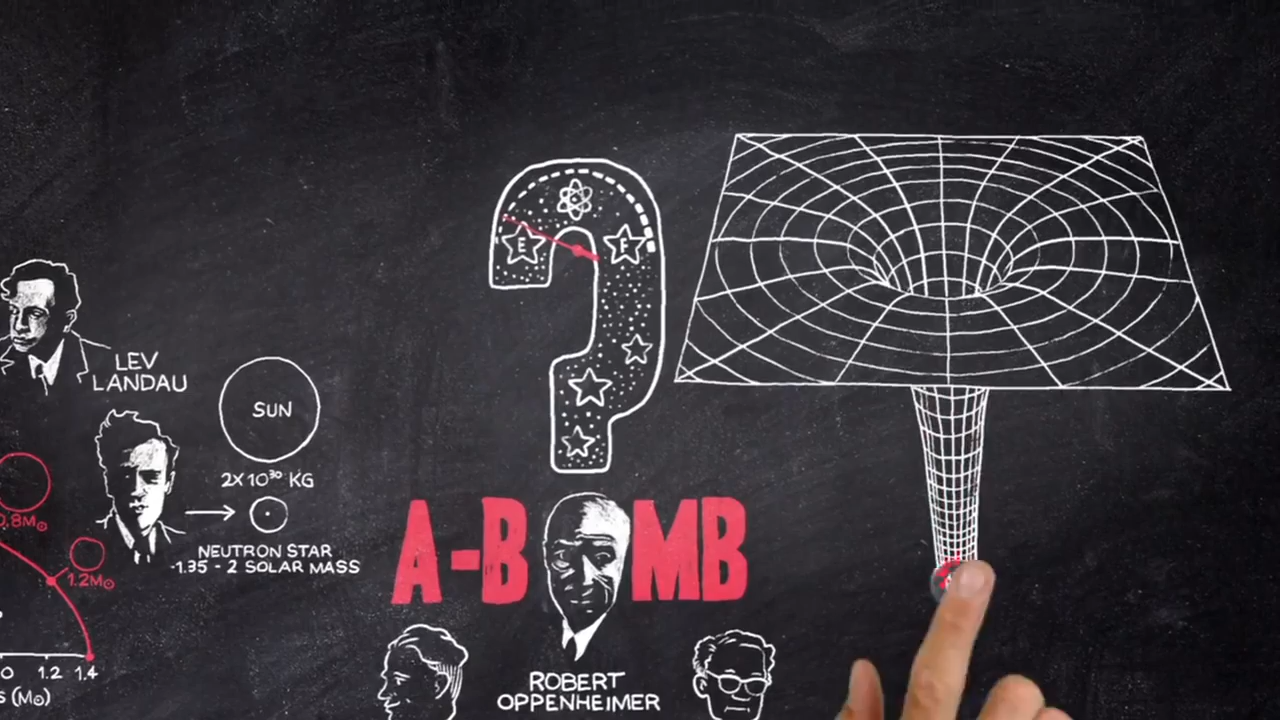 LEV
LANDAU
SUN
2X10³⁰ KG
NEUTRON STAR
~1.35 - 2 SOLAR MASS
0.8M⊙
1.2M⊙
1.2 1.4
(M⊙)
E
F
A-B MB
ROBERT
OPPENHEIMER